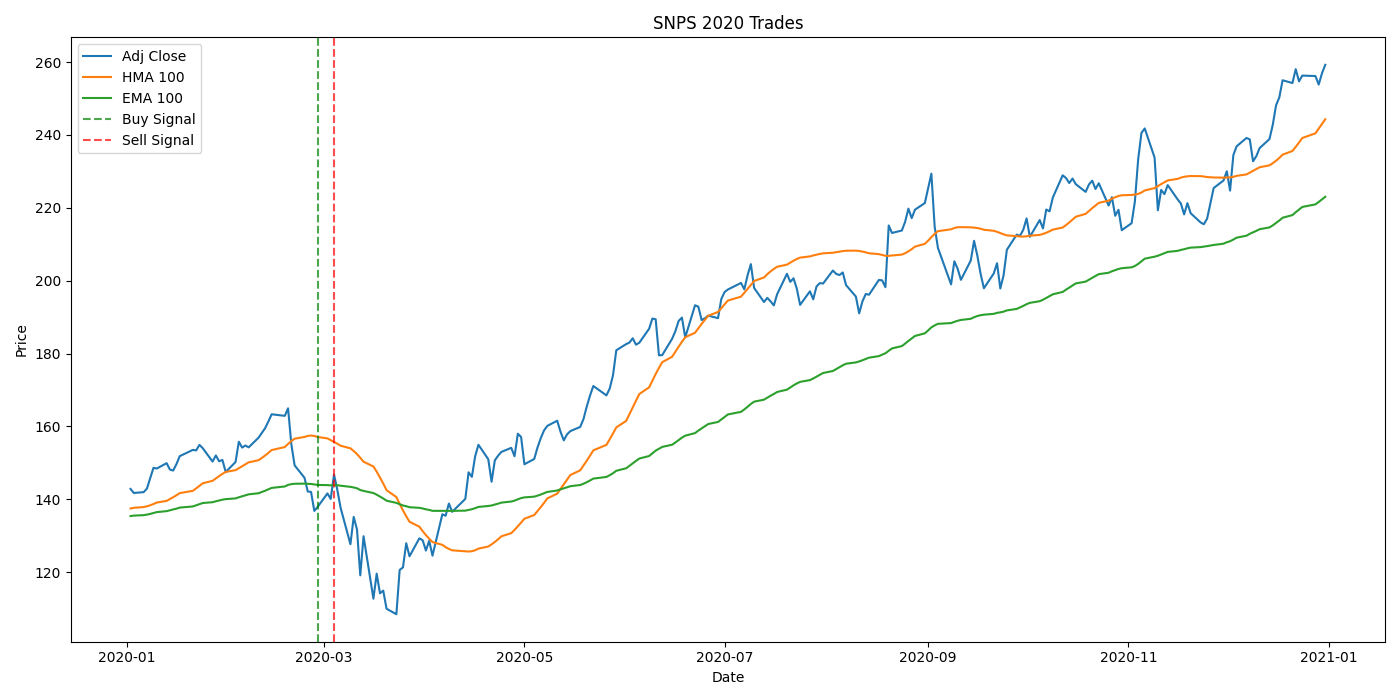 SNPS 2020 Trades
Adj Close
HMA 100
EMA 100
Buy Signal
Sell Signal
260
240
220
200
180
160
140
120
Price
2020-01
2020-03
2020-05
2020-07
2020-09
2020-11
2021-01
Date